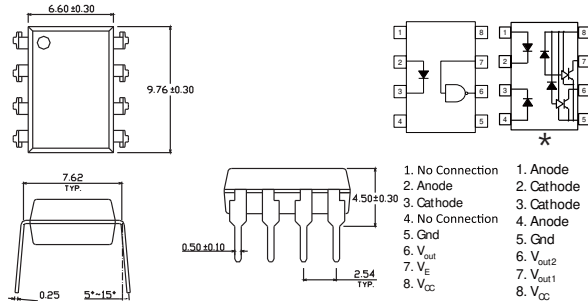 6.60±0.30
9.76±0.30
7.62
TYP.
0.25
5°~15°
4.50±0.30
0.50±0.10
2.54
TYP.
1 8
2 7
3 6
4 5
1 8
2 7
3 6
4 5
*
1. No Connection
2. Anode
3. Cathode
4. No Connection
5. Gnd
6. Vout
7. VE
8. VCC
1. Anode
2. Cathode
3. Cathode
4. Anode
5. Gnd
6. Vout2
7. Vout1
8. VCC